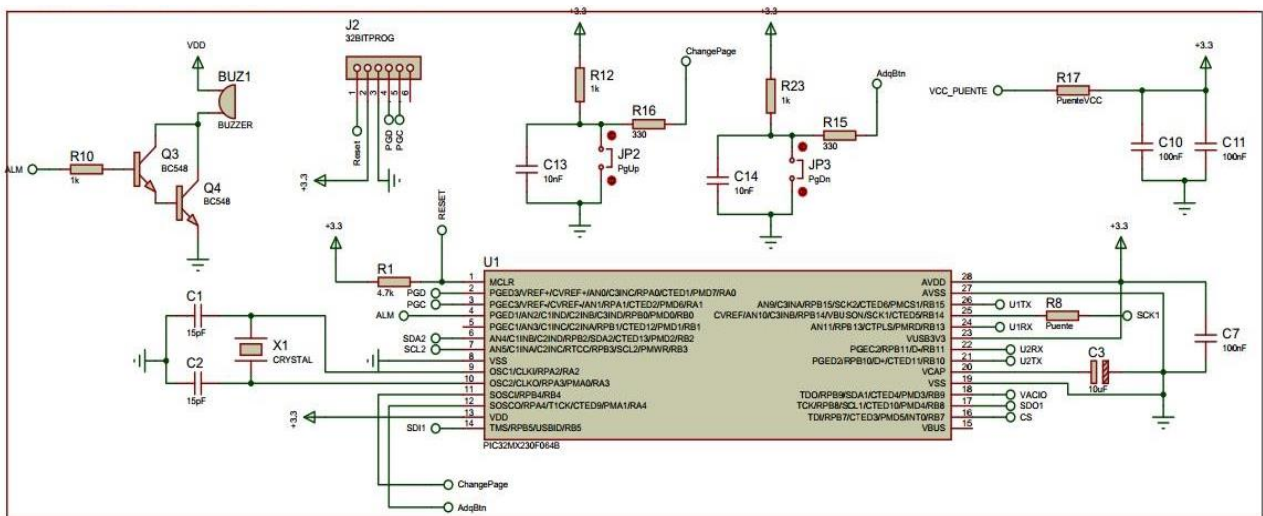 J2
32BITPROG
1
2
3
4
5
6
Reset
PGD
PGC
+3.3
VDD
BUZ1
BUZZER
Q3
BC548
Q4
BC548
R10
1k
ALM
+3.3
R12
1k
ChangePage
R16
330
C13
10nF
JP2
PgUp
+3.3
R23
1k
AdqBtn
R15
330
C14
10nF
JP3
PgDn
VCC_PUENTE
R17
PuenteVCC
+3.3
C10
100nF
C11
100nF
RESET
+3.3
R1
4.7k
PGD
PGC
ALM
SDA2
SCL2
C1
15pF
C2
15pF
X1
CRYSTAL
+3.3
SDI1
ChangePage
AdqBtn
U1
1 MCLR
2 PGED3/VREF+/CVREF+/AN0/C3INC/RPA0/CTED1/PMD7/RA0
3 PGEC3/VREF-/CVREF-/AN1/RPA1/CTED2/PMD6/RA1
4 PGED1/AN2/C1IND/C2INB/C3IND/RPB0/PMD0/RB0
5 PGEC1/AN3/C1INC/C2INA/RPB1/CTED12/PMD1/RB1
6 AN4/C1INB/C2IND/RPB2/SDA2/CTED13/PMD2/RB2
7 AN5/C1INA/C2INC/RTCC/RPB3/SCL2/PMWR/RB3
8 VSS
9 OSC1/CLKI/RPA2/RA2
10 OSC2/CLKO/RPA3/PMA0/RA3
11 SOSCI/RPB4/RB4
12 SOSCO/RPA4/T1CK/CTED9/PMA1/RA4
13 VDD
14 TMS/RPB5/USBID/RB5
PIC32MX230F064B
AVDD 28
AVSS 27
AN9/C3INA/RPB15/SCK2/CTED6/PMCS1/RB15 26
CVREF/AN10/C3INB/RPB14/VBUSON/SCK1/CTED5/RB14 25
AN11/RPB13/CTPLS/PMRD/RB13 24
VUSB3V3 23
PGEC2/RPB11/D-/RB11 22
PGED2/RPB10/D+/CTED11/RB10 21
VCAP 20
VSS 19
TDO/RPB9/SDA1/CTED4/PMD3/RB9 18
TCK/RPB8/SCL1/CTED10/PMD4/RB8 17
TDI/RPB7/CTED3/PMD5/INT0/RB7 16
VBUS 15
U1TX
R8
Puente
SCK1
U1RX
U2RX
U2TX
VACIO
SDO1
CS
+3.3
C7
100nF
C3
10uF